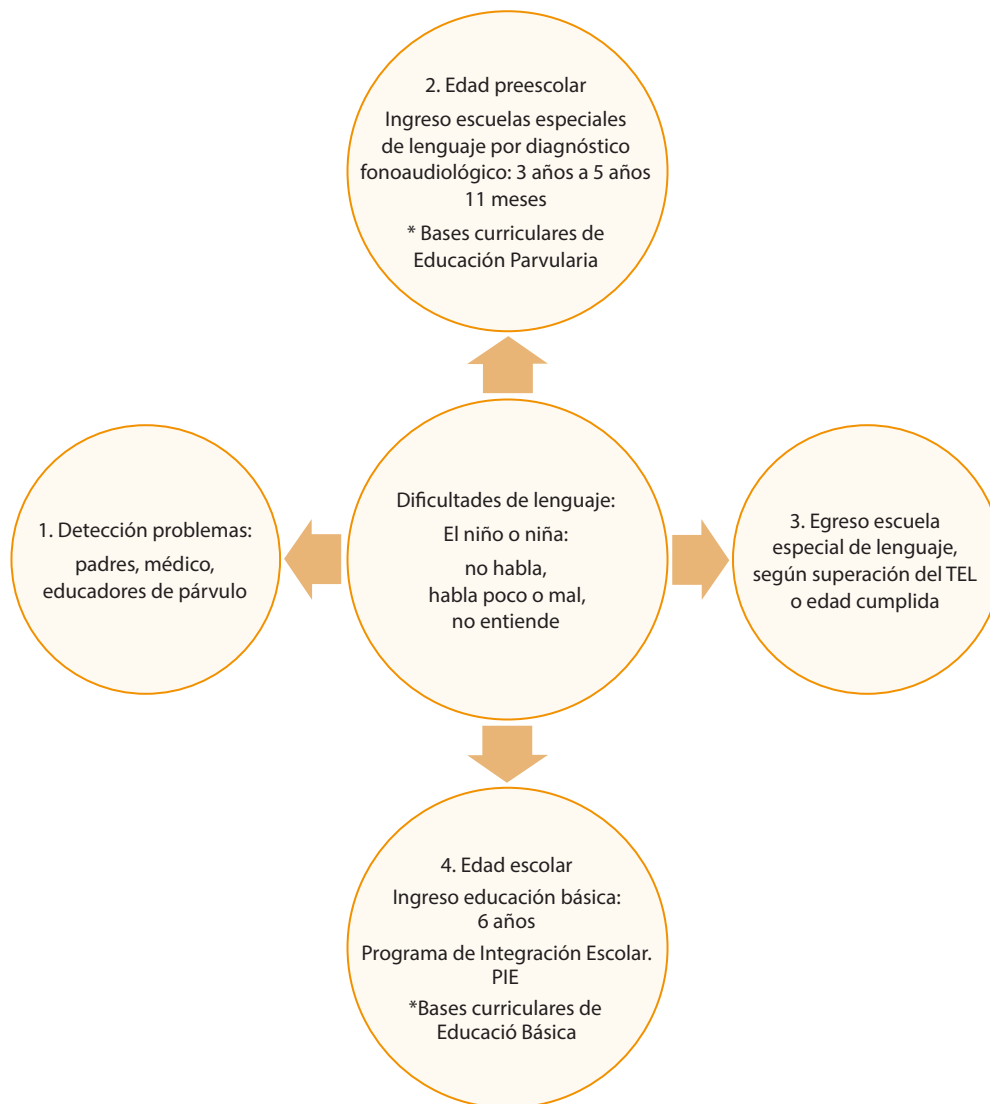 2. Edad preescolar
Ingreso escuelas especiales
de lenguaje por diagnóstico
fonoaudiológico: 3 años a 5 años
11 meses
* Bases curriculares de
Educación Parvularia
Dificultades de lenguaje:
El niño o niña:
no habla,
habla poco o mal,
no entiende
1. Detección problemas:
padres, médico,
educadores de párvulo
3. Egreso escuela
especial de lenguaje,
según superación del TEL
o edad cumplida
4. Edad escolar
Ingreso educación básica:
6 años
Programa de Integración Escolar.
PIE
*Bases curriculares de
Educació Básica